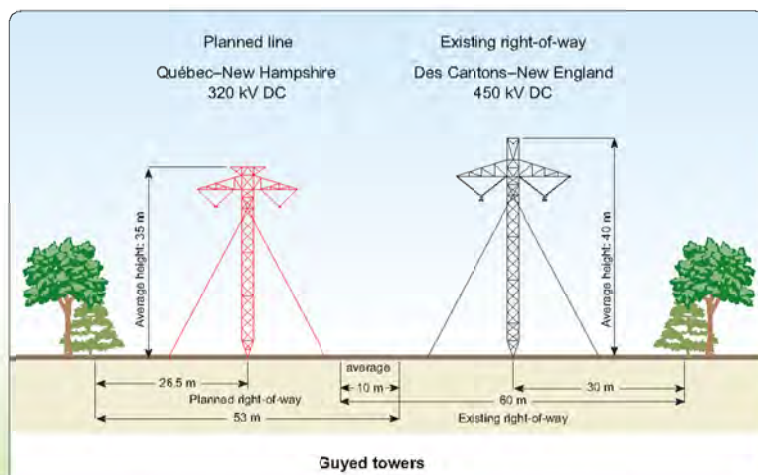 Planned line
Québec–New Hampshire
320 kV DC
Existing right-of-way
Des Cantons–New England
450 kV DC
Average height: 35 m
Average height: 40 m
average
26.5 m
10 m
30 m
Planned right-of-way
60 m
53 m
Existing right-of-way
Guyed towers